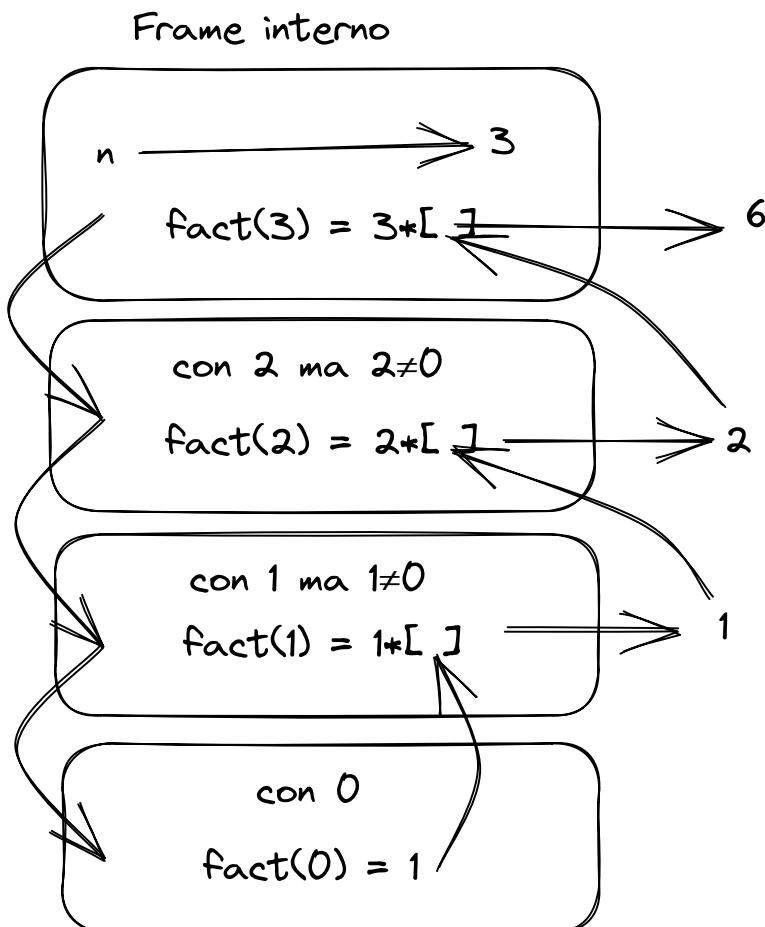 Frame interno
n 3
fact(3) = 3*[ ] 6
con 2 ma 2≠0
fact(2) = 2*[ ] 2
con 1 ma 1≠0
fact(1) = 1*[ ] 1
con 0
fact(0) = 1